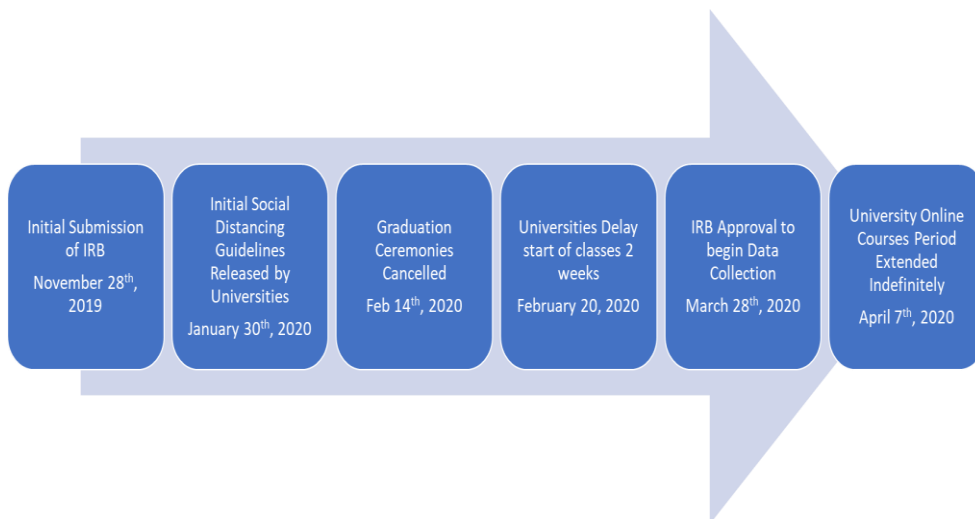 Initial Submission
of IRB
November 28th,
2019
Initial Social
Distancing
Guidelines
Released by
Universities
January 30th, 2020
Graduation
Ceremonies
Cancelled
Feb 14th, 2020
Universities Delay
start of classes 2
weeks
February 20, 2020
IRB Approval to
begin Data
Collection
March 28th, 2020
University Online
Courses Period
Extended
Indefinitely
April 7th, 2020